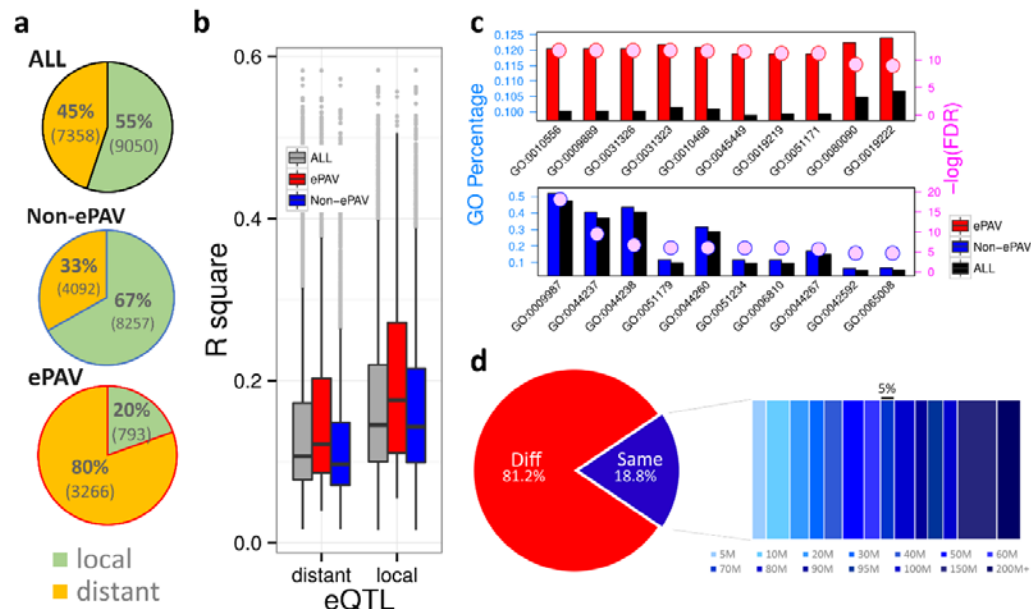 a
ALL
45%
(7358)
55%
(9050)
Non-ePAV
33%
(4092)
67%
(8257)
ePAV
20%
(793)
80%
(3266)
local
distant
b
R square
0.6
0.4
0.2
0.0
ALL
ePAV
Non-ePAV
distant local
eQTL
c
GO Percentage
0.125
0.120
0.115
0.110
0.105
0.100
10
5
0
-log(FDR)
GO:0010556
GO:0009889
GO:0031326
GO:0031323
GO:0010468
GO:0045449
GO:0019219
GO:0051171
GO:0080090
GO:0019222
0.5
0.4
0.3
0.2
0.1
20
15
10
5
0
ePAV
Non-ePAV
ALL
GO:0009987
GO:0044237
GO:0044238
GO:0051179
GO:0044260
GO:0051234
GO:0006810
GO:0044267
GO:0042592
GO:0065008
d
Diff
81.2%
Same
18.8%
5%
5M 10M 20M 30M 40M 50M 60M
70M 80M 90M 95M 100M 150M 200M+